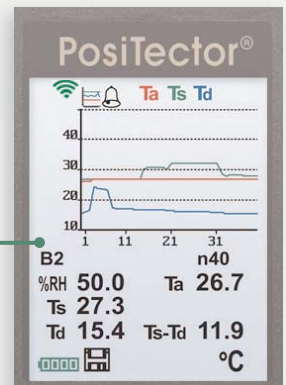 PosiTector®
Ta Ts Td
40
30
20
10
1 11 21 31
B2 n40
%RH 50.0 Ta 26.7
Ts 27.3
Td 15.4 Ts-Td 11.9
°C